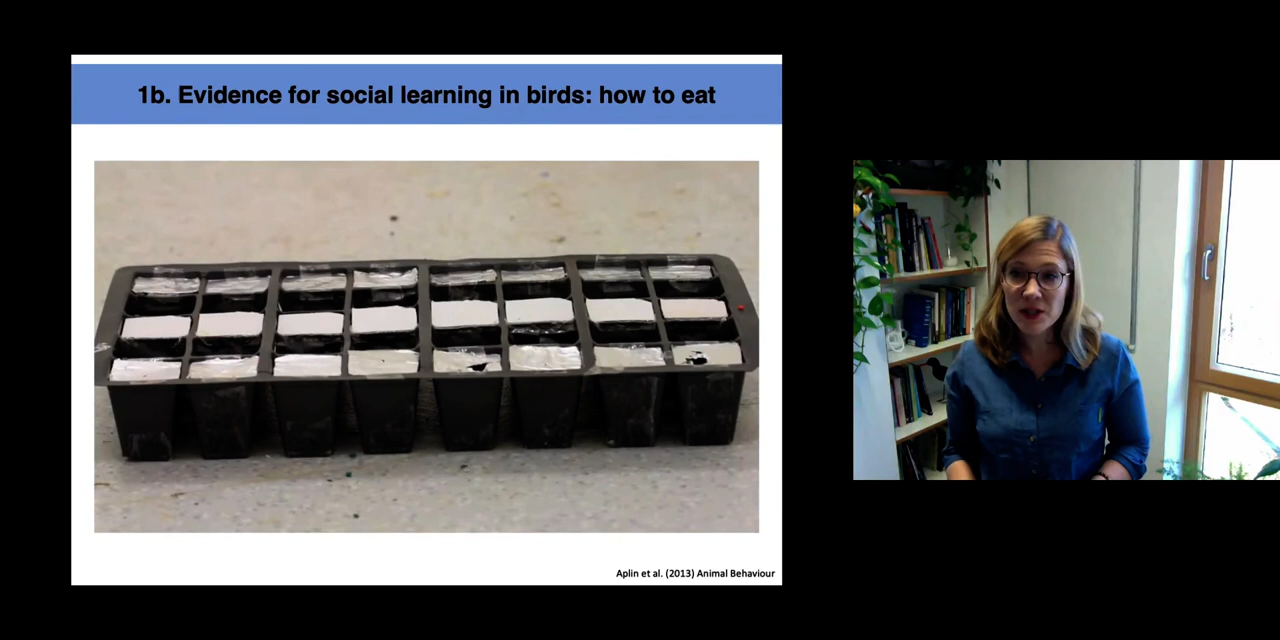 1b. Evidence for social learning in birds: how to eat
Aplin et al. (2013) Animal Behaviour